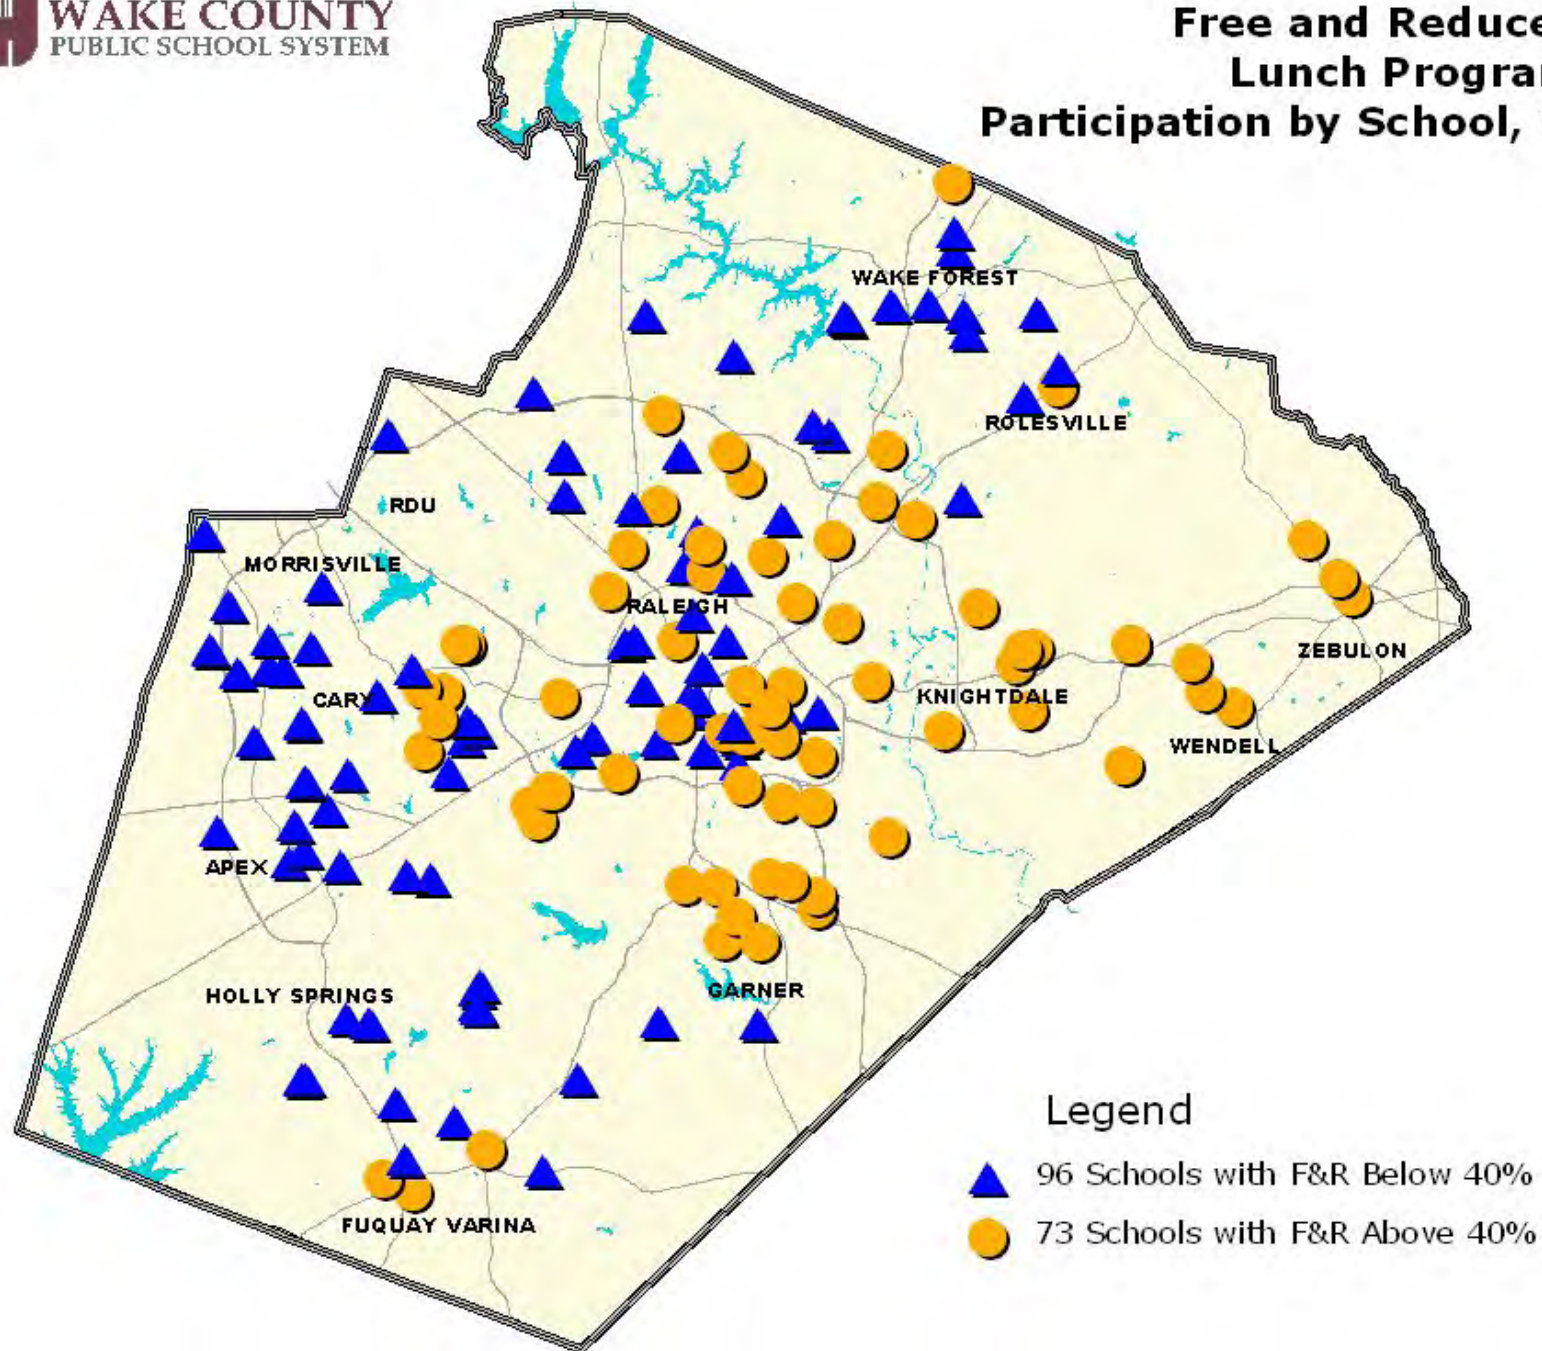 WAKE COUNTY
PUBLIC SCHOOL SYSTEM
Free and Reduce
Lunch Progra
Participation by School,
WAKE FOREST
ROLESVILLE
RDU
MORRISVILLE
RALEIGH
ZEBULON
CARY
KNIGHTDALE
WENDELL
APEX
GARNER
HOLLY SPRINGS
Legend
96 Schools with F&R Below 40%
FUQUAY VARINA
73 Schools with F&R Above 40%